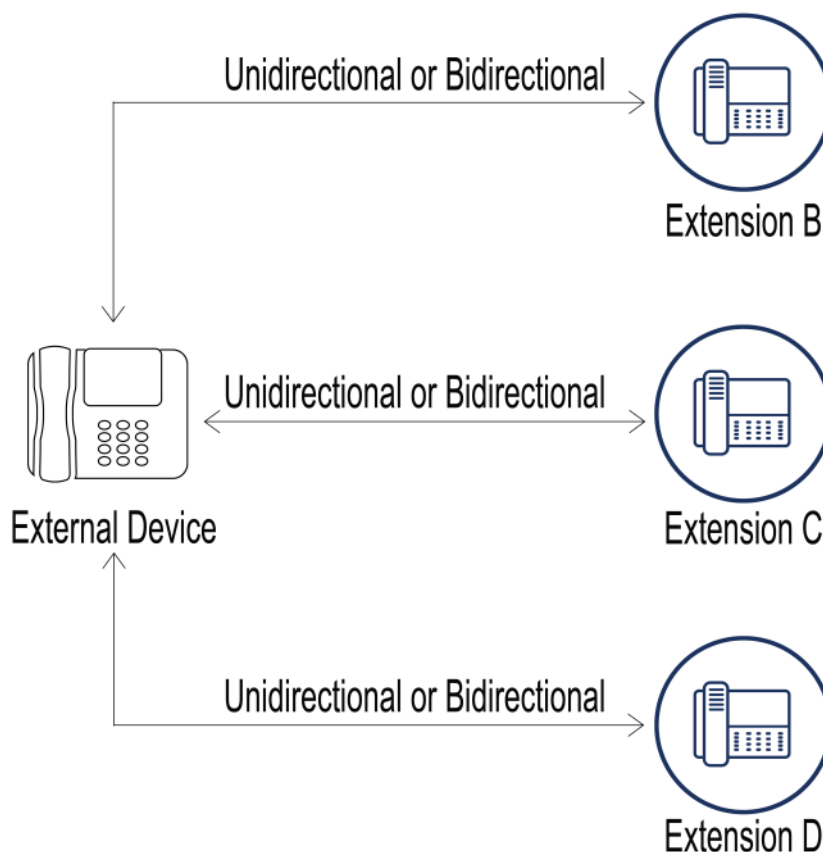 Unidirectional or Bidirectional
Extension B
Unidirectional or Bidirectional
External Device
Extension C
Unidirectional or Bidirectional
Extension D